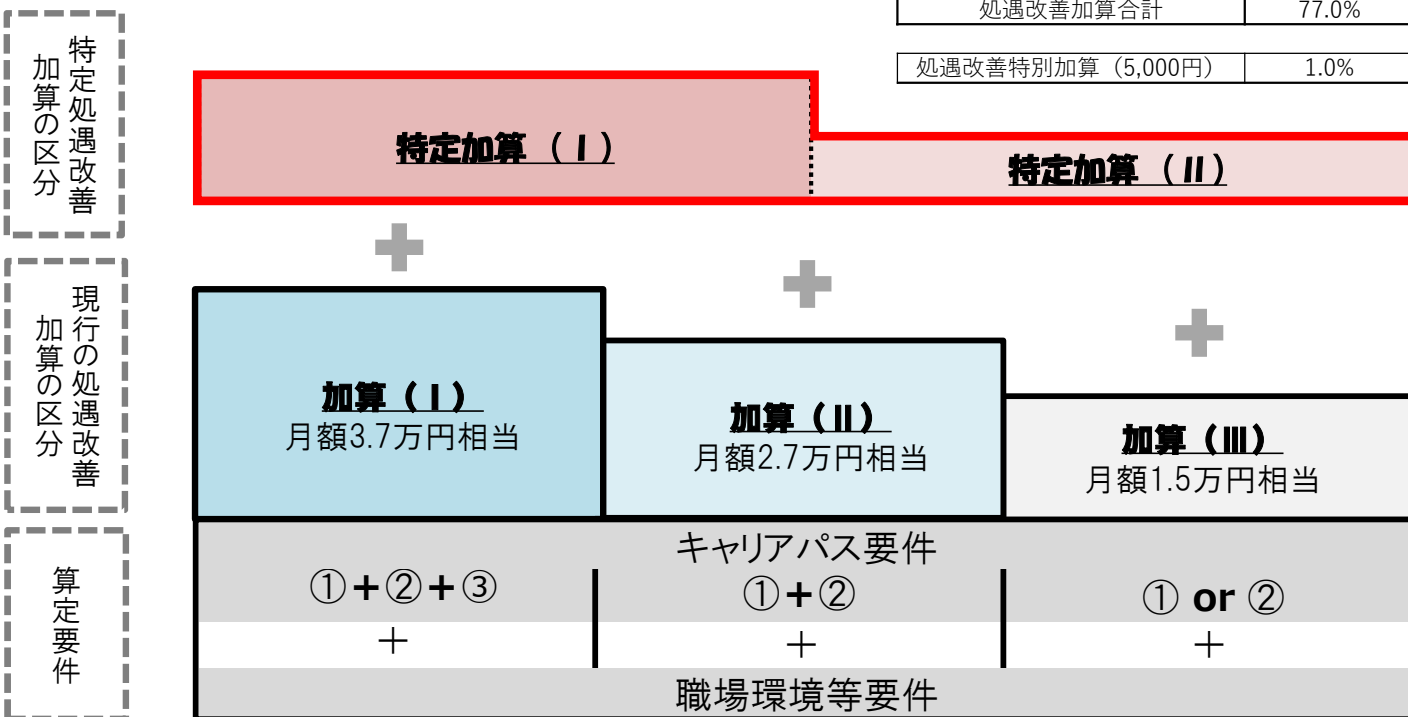 処遇改善加算合計 77.0%
処遇改善特別加算（5,000円） 1.0%
特定処遇改善
加算の区分
特定加算（Ⅰ）
特定加算（Ⅱ）
現行の処遇改善
加算の区分
加算（Ⅰ）
月額3.7万円相当
加算（Ⅱ）
月額2.7万円相当
加算（Ⅲ）
月額1.5万円相当
算定要件
キャリアパス要件
①+②+③
①+②
① or ②
＋ ＋ ＋
職場環境等要件